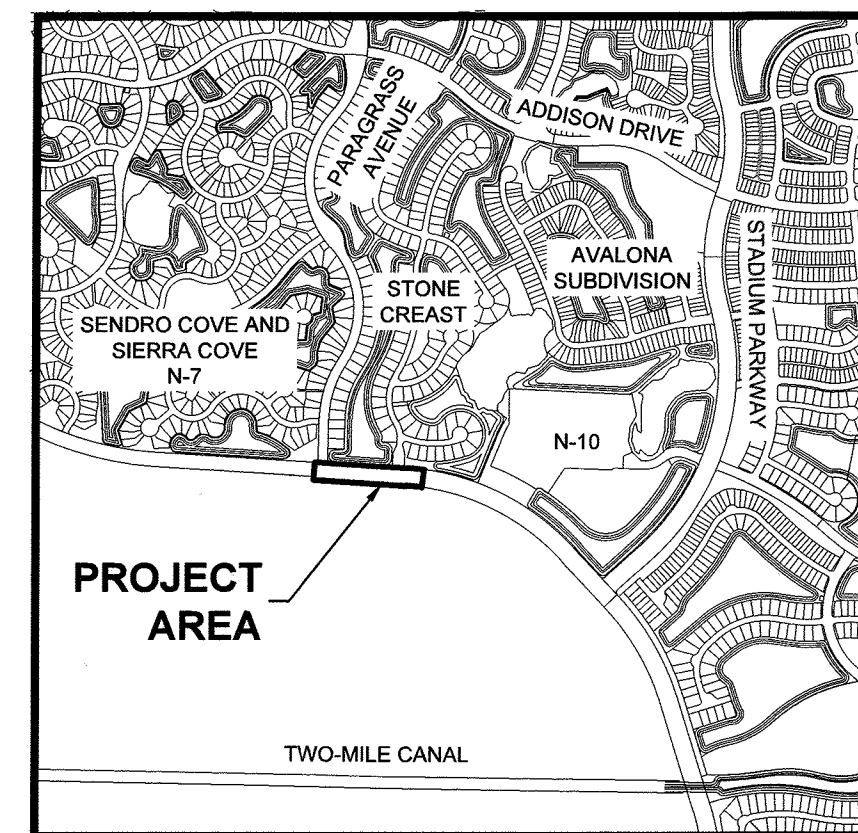 PARAGRASS
AVENUE
ADDISON DRIVE
STADIUM PARKWAY
AVALONA
SUBDIVISION
STONE
CREAST
SENDRO COVE AND
SIERRA COVE
N-7
N-10
PROJECT
AREA
TWO-MILE CANAL